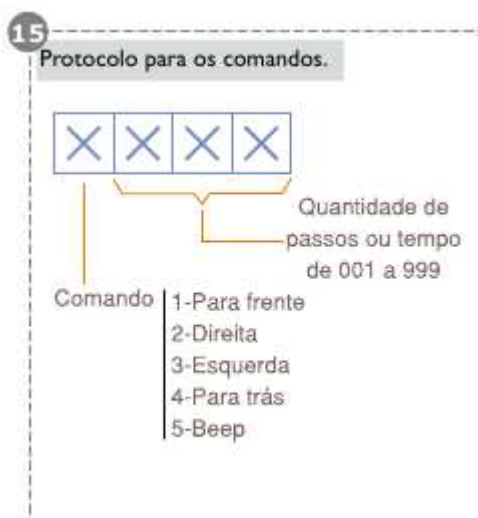 15
Protocolo para os comandos.
X X X X
Quantidade de
passos ou tempo
de 001 a 999
Comando
1-Para frente
2-Direita
3-Esquerda
4-Para trás
5-Beep